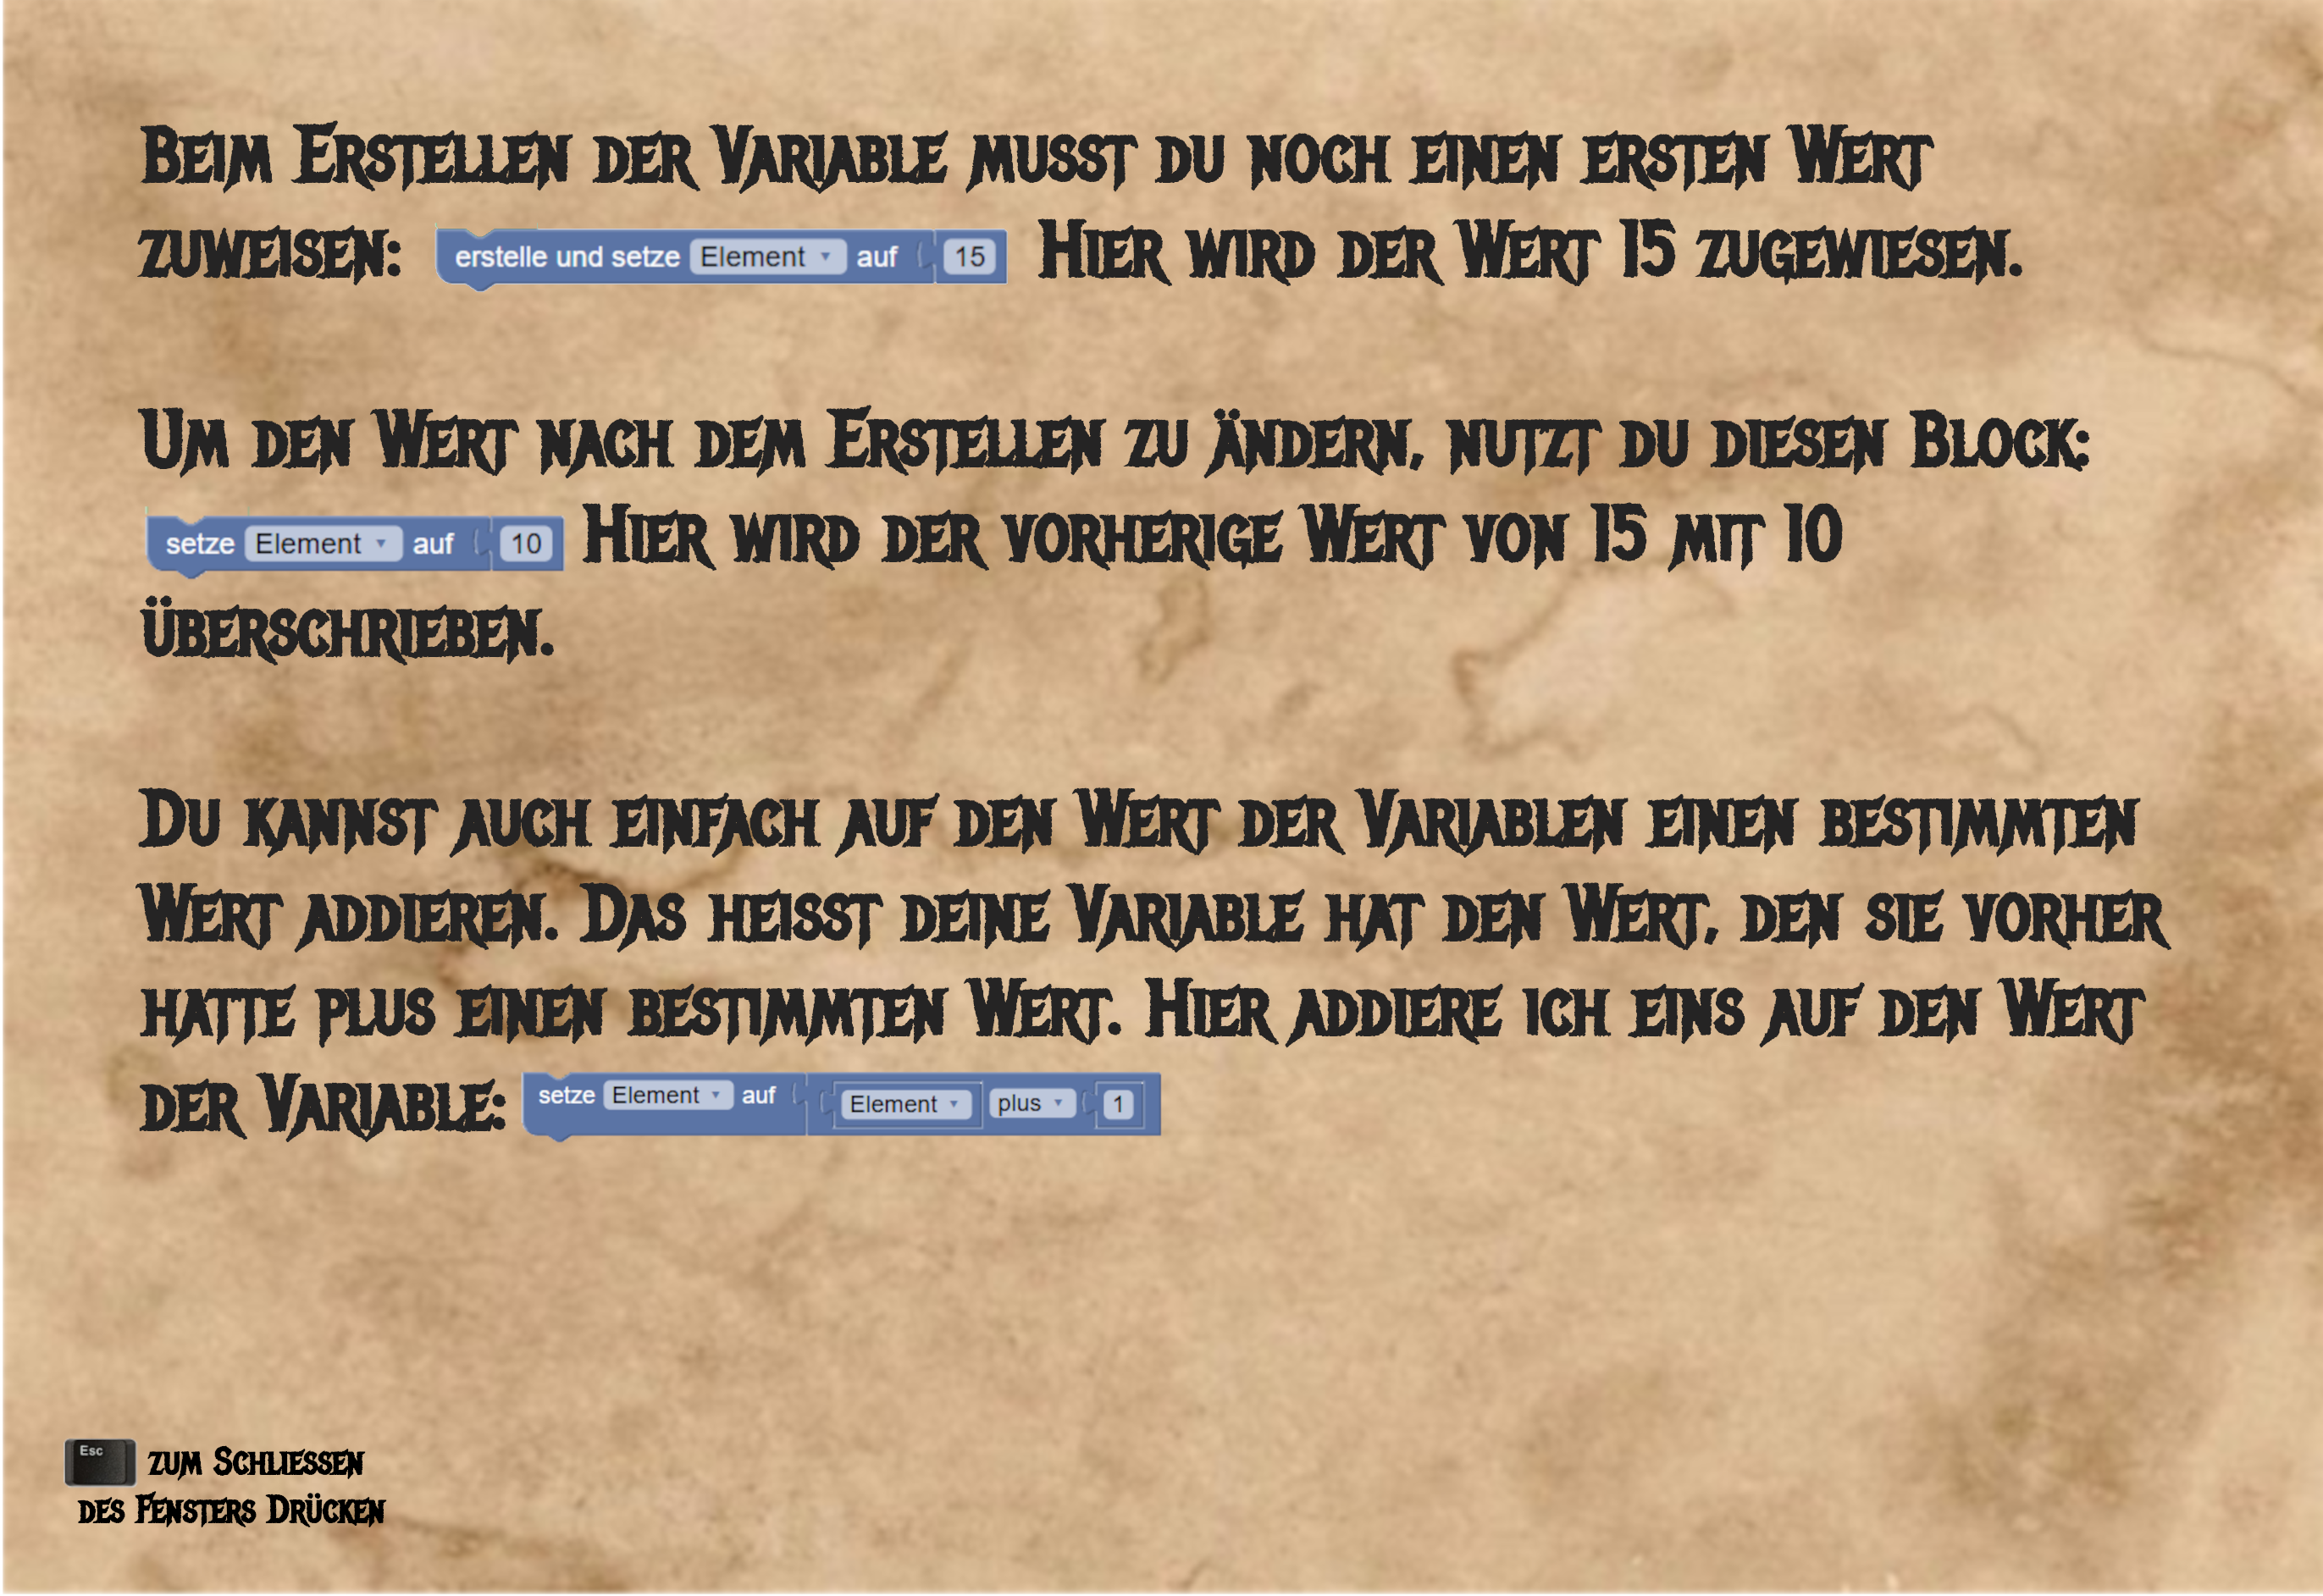 Beim Erstellen der Variable musst du noch einen ersten Wert
zuweisen: erstelle und setze Element auf 15 Hier wird der Wert 15 zugewiesen.
Um den Wert nach dem Erstellen zu ändern, nutzt du diesen Block:
setze Element auf 10 Hier wird der vorherige Wert von 15 mit 10
überschrieben.
Du kannst auch einfach auf den Wert der Variablen einen bestimmten
Wert addieren. Das heisst deine Variable hat den Wert, den sie vorher
hatte plus einen bestimmten Wert. Hier addiere ich eins auf den Wert
der Variable: setze Element auf Element plus 1
Esc zum Schliessen
des Fensters Drücken